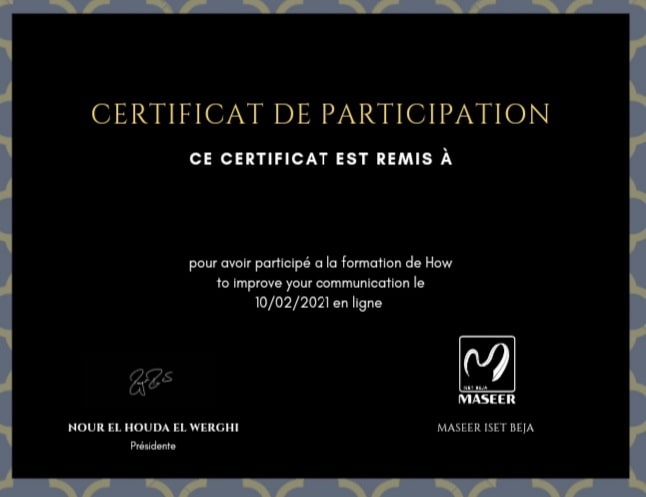 CERTIFICAT DE PARTICIPATION
CE CERTIFICAT EST REMIS À
pour avoir participé a la formation de How
to improve your communication le
10/02/2021 en ligne
ISET BEJA
MASEER
NOUR EL HOUDA EL WERGHI
MASEER ISET BEJA
Présidente